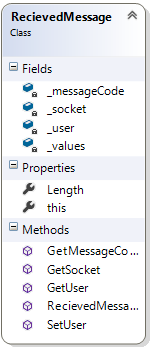 RecievedMessage
Class
Fields
_messageCode
_socket
_user
_values
Properties
Length
this
Methods
GetMessageCo...
GetSocket
GetUser
RecievedMessa...
SetUser